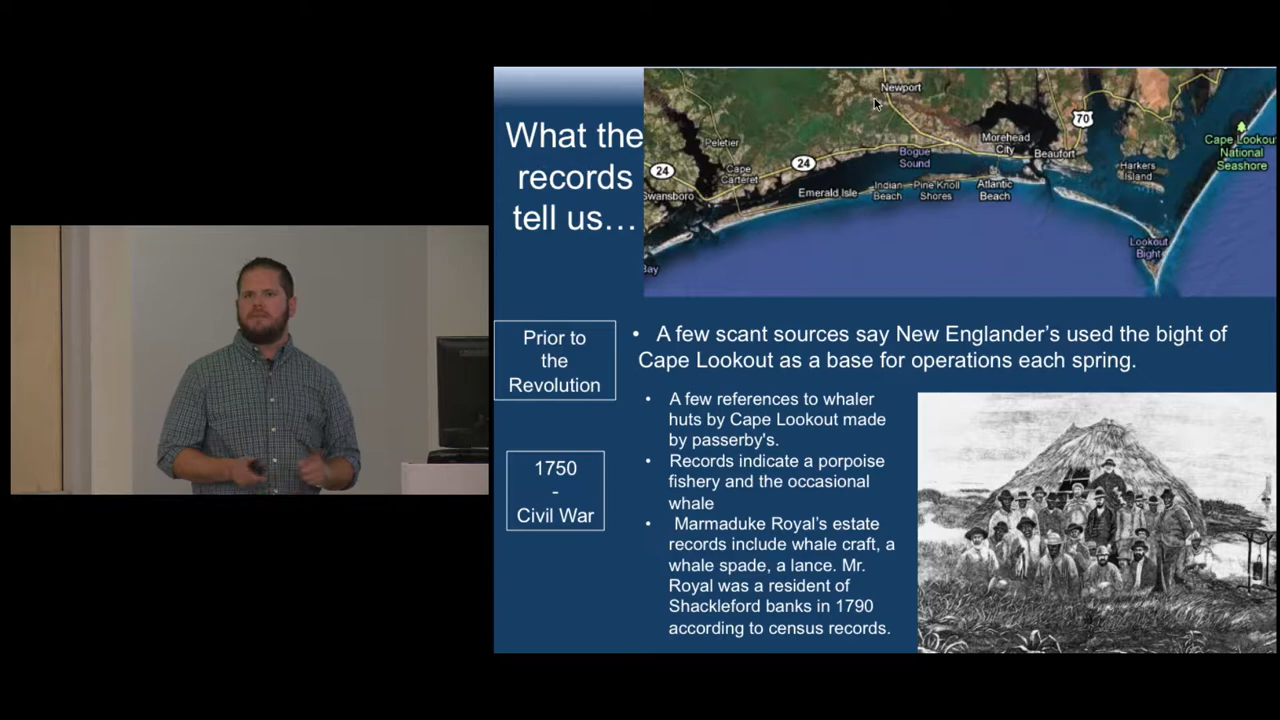 What the
records
tell us…
Newport
70
Morehead
City
Beaufort
Cape Lookou
National
Seashore
Peletier
Bogue
Sound
24
Cape
Carteret
24
Harkers
Island
Swansboro
Emerald Isle
Indian
Beach
Pine Knoll
Shores
Atlantic
Beach
Lookout
Bight
Bay
Prior to
the
Revolution
• A few scant sources say New Englander's used the bight of
Cape Lookout as a base for operations each spring.
1750
-
Civil War
• A few references to whaler
huts by Cape Lookout made
by passerby's.
• Records indicate a porpoise
fishery and the occasional
whale
• Marmaduke Royal's estate
records include whale craft, a
whale spade, a lance. Mr.
Royal was a resident of
Shackleford banks in 1790
according to census records.